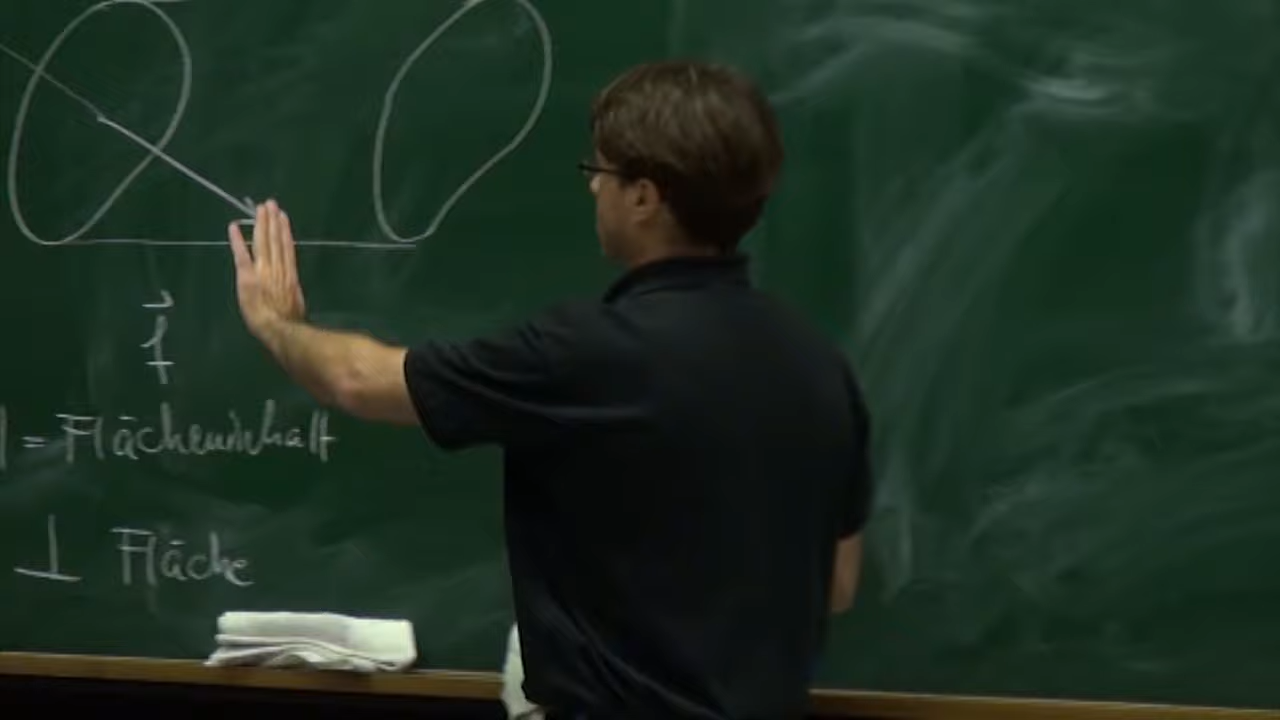 | = Flächeninhalt
⊥ Fläche